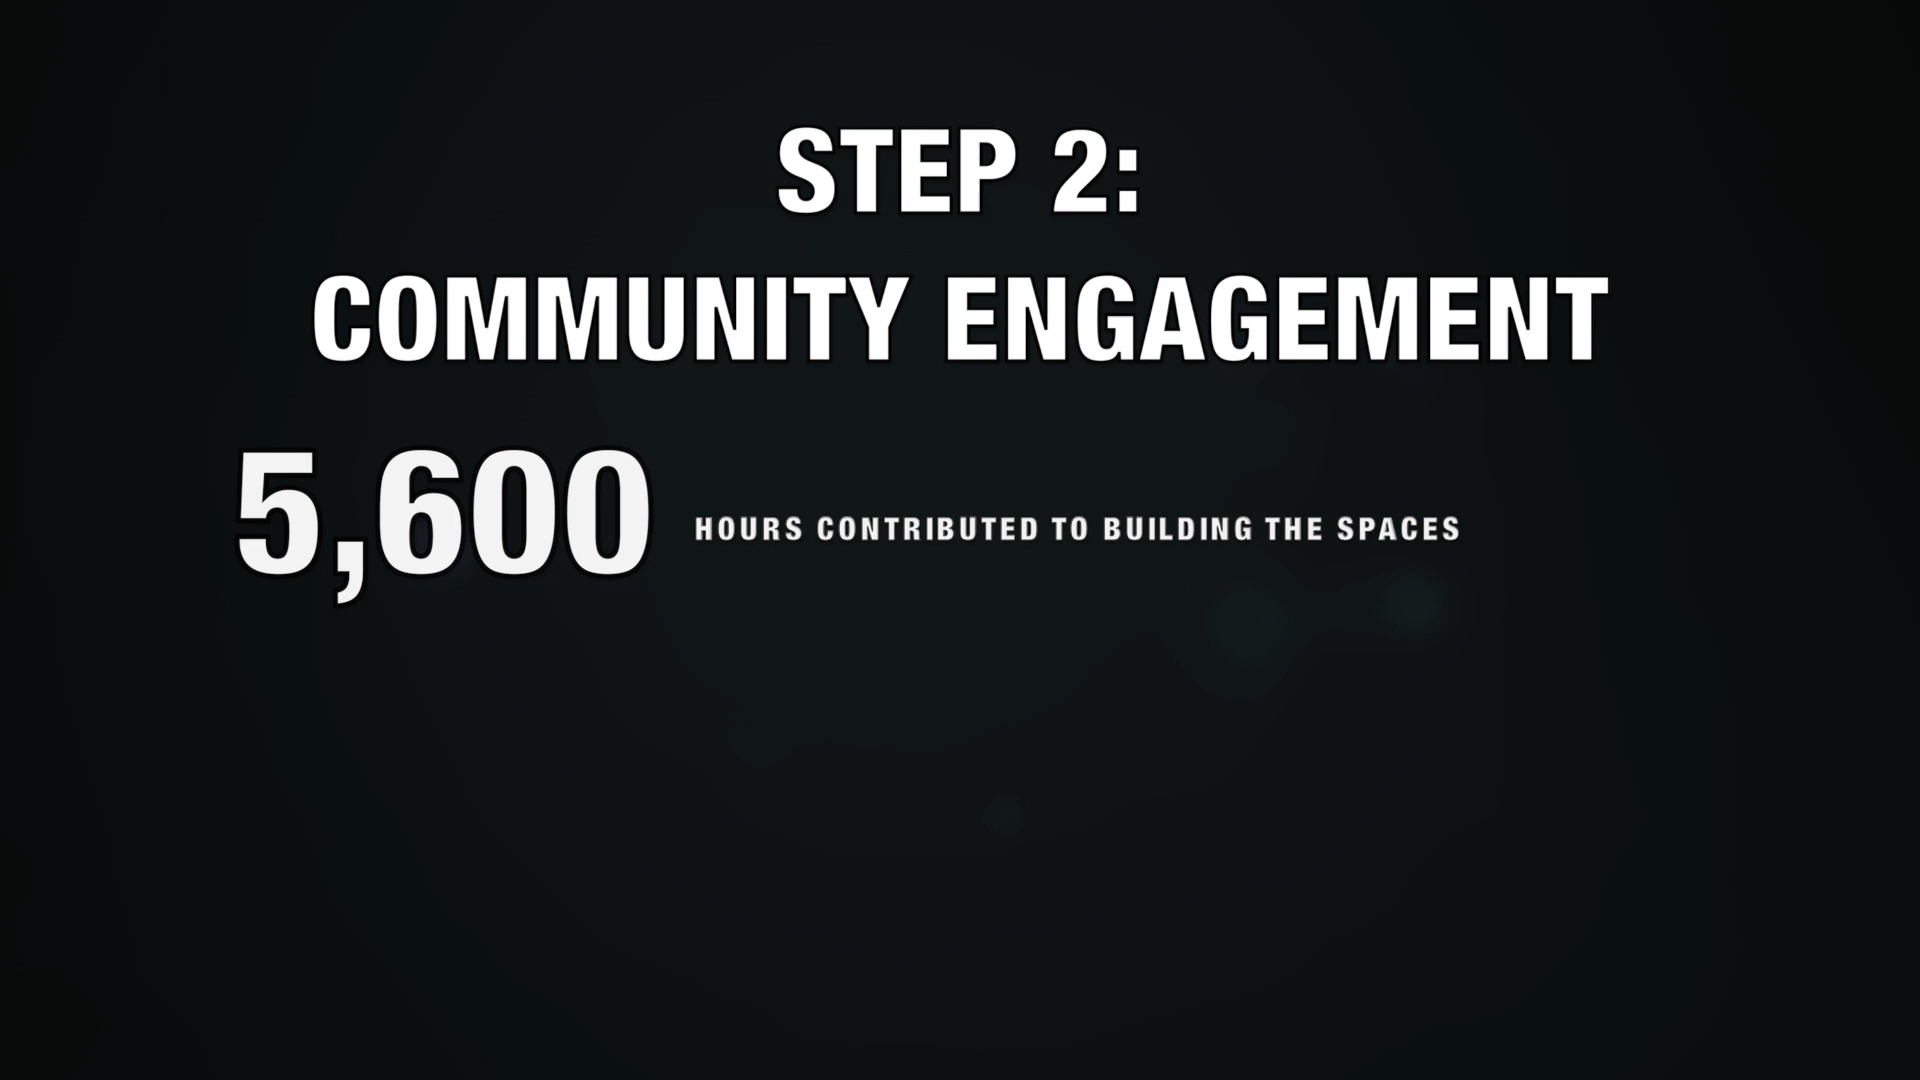 STEP 2:
COMMUNITY ENGAGEMENT
5,600 HOURS CONTRIBUTED TO BUILDING THE SPACES